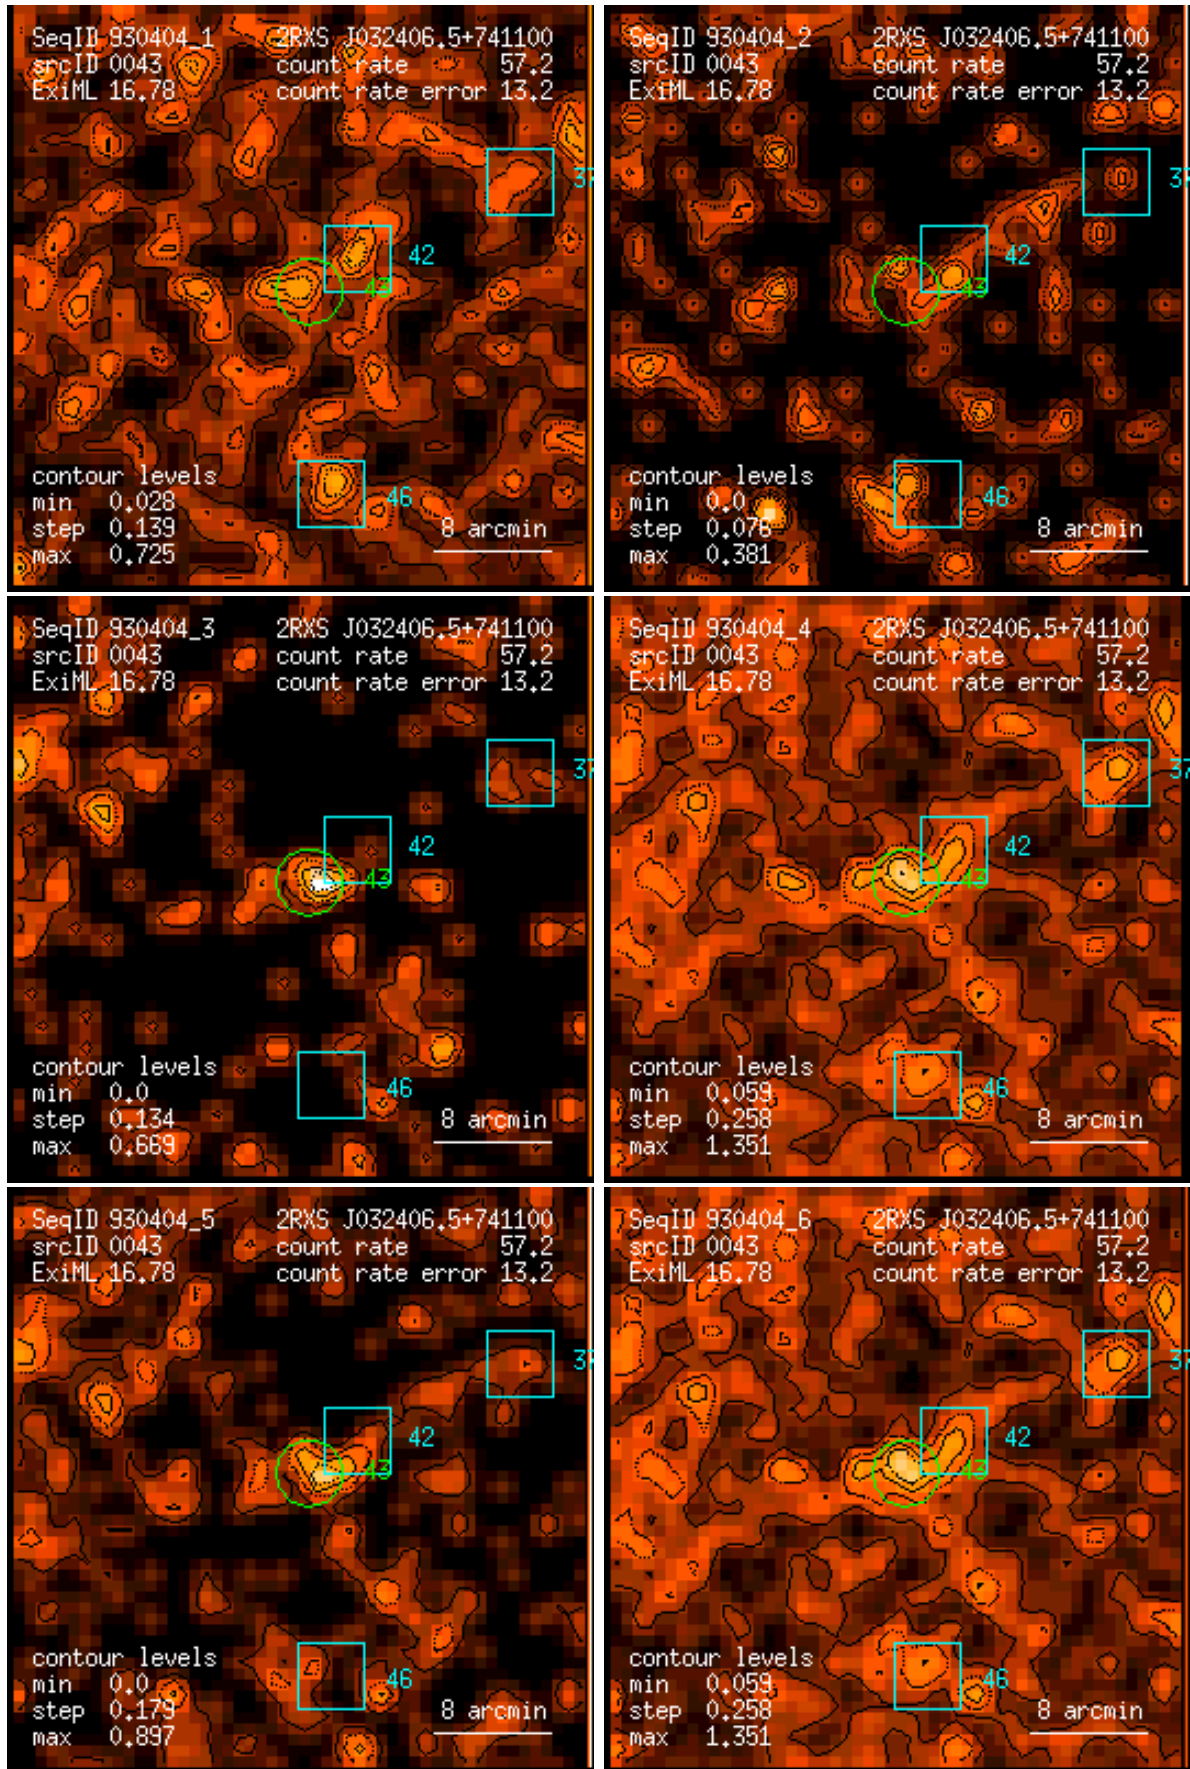 SeqID 930404_1 2RXS J032406.5+741100
srcID 0043 count rate 57.2
ExiML 16.78 count rate error 13.2
37
42
43
contour levels
min 0.028
46
step 0.139 8 arcmin
max 0.725
SeqID 930404_2 2RXS J032406.5+741100
srcID 0043 count rate 57.2
ExiML 16.78 count rate error 13.2
37
42
43
contour levels
min 0.0
46
step 0.076 8 arcmin
max 0.381
SeqID 930404_3 2RXS J032406.5+741100
srcID 0043 count rate 57.2
ExiML 16.78 count rate error 13.2
37
42
43
contour levels
min 0.0
46
step 0.134 8 arcmin
max 0.669
SeqID 930404_4 2RXS J032406.5+741100
srcID 0043 count rate 57.2
ExiML 16.78 count rate error 13.2
37
42
43
contour levels
min 0.059
46
step 0.258 8 arcmin
max 1.351
SeqID 930404_5 2RXS J032406.5+741100
srcID 0043 count rate 57.2
ExiML 16.78 count rate error 13.2
37
42
43
contour levels
min 0.0
46
step 0.179 8 arcmin
max 0.897
SeqID 930404_6 2RXS J032406.5+741100
srcID 0043 count rate 57.2
ExiML 16.78 count rate error 13.2
37
42
43
contour levels
min 0.059
46
step 0.258 8 arcmin
max 1.351